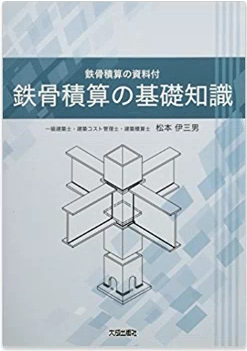 鉄骨積算の資料付
鉄骨積算の基礎知識
一級建築士・建築コスト管理士・建築積算士 松本 伊三男
大成出版社